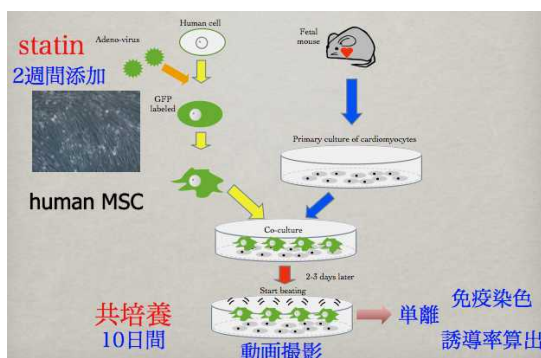 statin
2週間添加
Adeno-virus
Human cell
GFP
labeled
human MSC
Fetal
mouse
Primary culture of cardiomyocytes
Co-culture
2-3 days later
Start beating
共培養
10日間
動画撮影
単離
免疫染色
誘導率算出